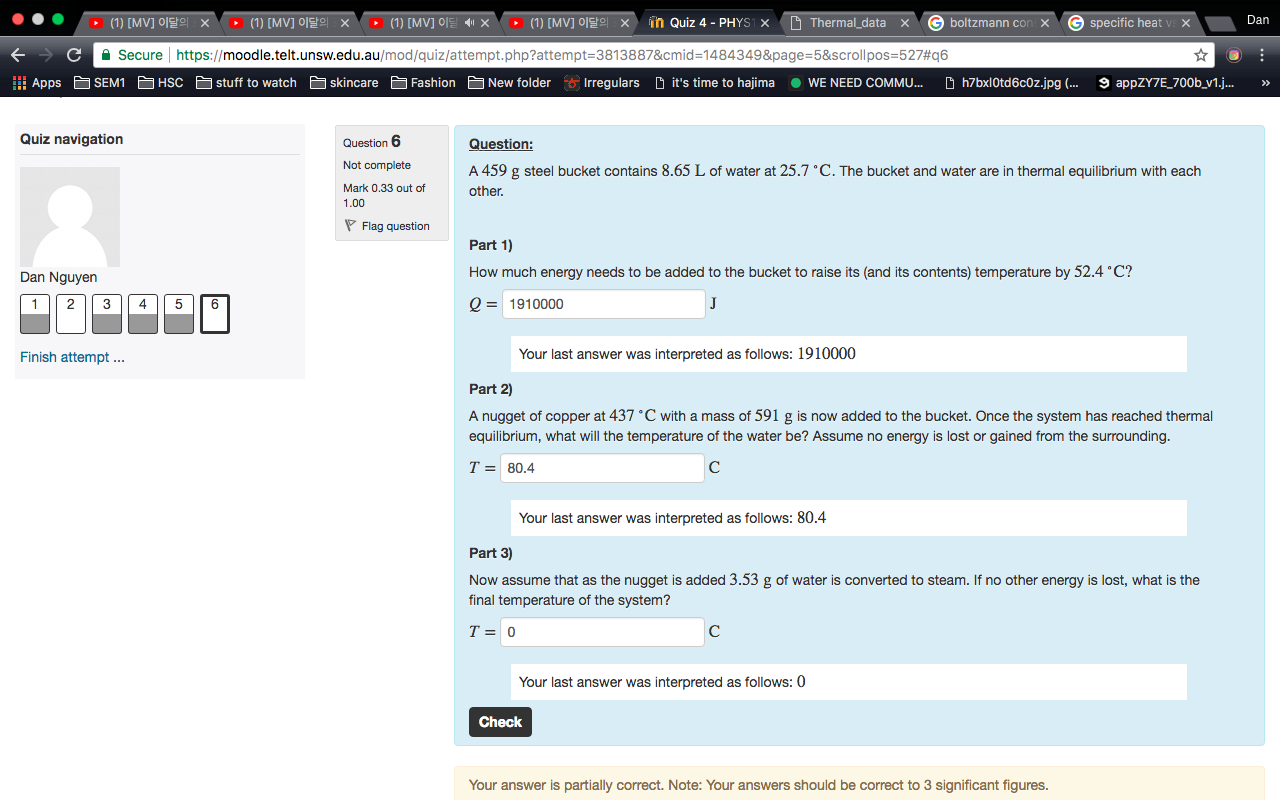 (1) [MV] 이달의
(1) [MV] 이달의
(1) [MV] 이달
(1) [MV] 이달의
Quiz 4 - PHYS
Thermal_data
boltzmann con
specific heat v
Dan
Secure
https://moodle.telt.unsw.edu.au/mod/quiz/attempt.php?attempt=3813887&cmid=1484349&page=5&scrollpos=527#q6
Apps SEM1 HSC stuff to watch skincare Fashion New folder Irregulars it's time to hajima WE NEED COMMU... h7bxl0td6c0z.jpg (... appZY7E_700b_v1.j... »
Quiz navigation
Dan Nguyen
1 2 3 4 5 6
Finish attempt ...
Question 6
Not complete
Mark 0.33 out of
1.00
Flag question
Question:
A 459 g steel bucket contains 8.65 L of water at 25.7 °C. The bucket and water are in thermal equilibrium with each
other.
Part 1)
How much energy needs to be added to the bucket to raise its (and its contents) temperature by 52.4 °C?
Q = 1910000 J
Your last answer was interpreted as follows: 1910000
Part 2)
A nugget of copper at 437 °C with a mass of 591 g is now added to the bucket. Once the system has reached thermal
equilibrium, what will the temperature of the water be? Assume no energy is lost or gained from the surrounding.
T = 80.4 C
Your last answer was interpreted as follows: 80.4
Part 3)
Now assume that as the nugget is added 3.53 g of water is converted to steam. If no other energy is lost, what is the
final temperature of the system?
T = 0 C
Your last answer was interpreted as follows: 0
Check
Your answer is partially correct. Note: Your answers should be correct to 3 significant figures.